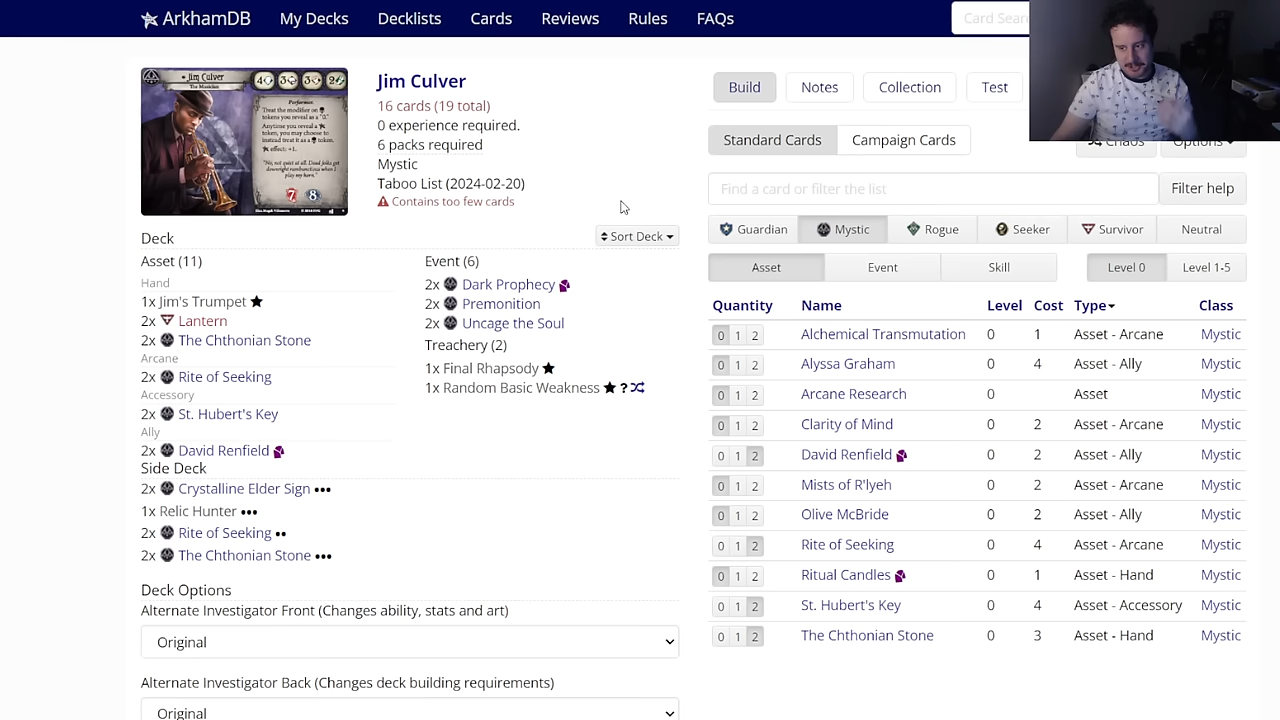 ArkhamDB My Decks Decklists Cards Reviews Rules FAQs Card Sear
Jim Culver
The Musician
Jim Culver
16 cards (19 total)
0 experience required.
6 packs required
Mystic
Taboo List (2024-02-20)
Contains too few cards
Sort Deck
Deck
Asset (11)
Hand
1x Jim's Trumpet
2x Lantern
2x The Chthonian Stone
Arcane
2x Rite of Seeking
Accessory
2x St. Hubert's Key
Ally
2x David Renfield
Event (6)
2x Dark Prophecy
2x Premonition
2x Uncage the Soul
Treachery (2)
1x Final Rhapsody
1x Random Basic Weakness ?
Side Deck
2x Crystalline Elder Sign •••
1x Relic Hunter •••
2x Rite of Seeking ••
2x The Chthonian Stone •••
Deck Options
Alternate Investigator Front (Changes ability, stats and art)
Original
Alternate Investigator Back (Changes deck building requirements)
Original
Build Notes Collection Test
Standard Cards Campaign Cards Chaos Options
Find a card or filter the list Filter help
Guardian Mystic Rogue Seeker Survivor Neutral
Asset Event Skill Level 0 Level 1-5
Quantity Name Level Cost Type Class
0 1 2 Alchemical Transmutation 0 1 Asset - Arcane Mystic
0 1 2 Alyssa Graham 0 4 Asset - Ally Mystic
0 1 2 Arcane Research 0 Asset Mystic
0 1 2 Clarity of Mind 0 2 Asset - Arcane Mystic
0 1 2 David Renfield 0 2 Asset - Ally Mystic
0 1 2 Mists of R'lyeh 0 2 Asset - Arcane Mystic
0 1 2 Olive McBride 0 2 Asset - Ally Mystic
0 1 2 Rite of Seeking 0 4 Asset - Arcane Mystic
0 1 2 Ritual Candles 0 1 Asset - Hand Mystic
0 1 2 St. Hubert's Key 0 4 Asset - Accessory Mystic
0 1 2 The Chthonian Stone 0 3 Asset - Hand Mystic